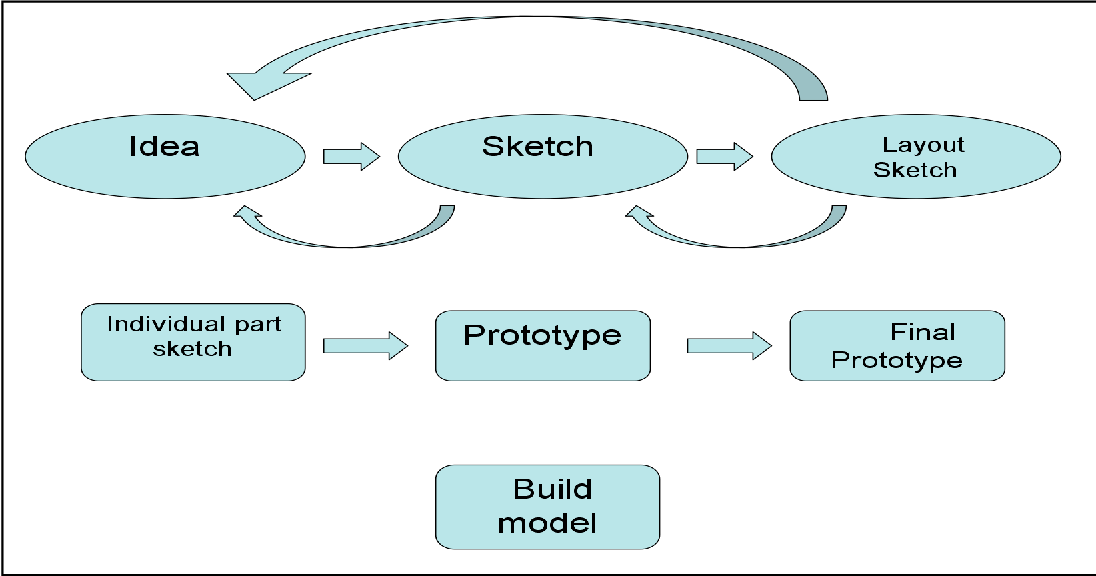 Idea
Sketch
Layout
Sketch
Individual part
sketch
Prototype
Final
Prototype
Build
model